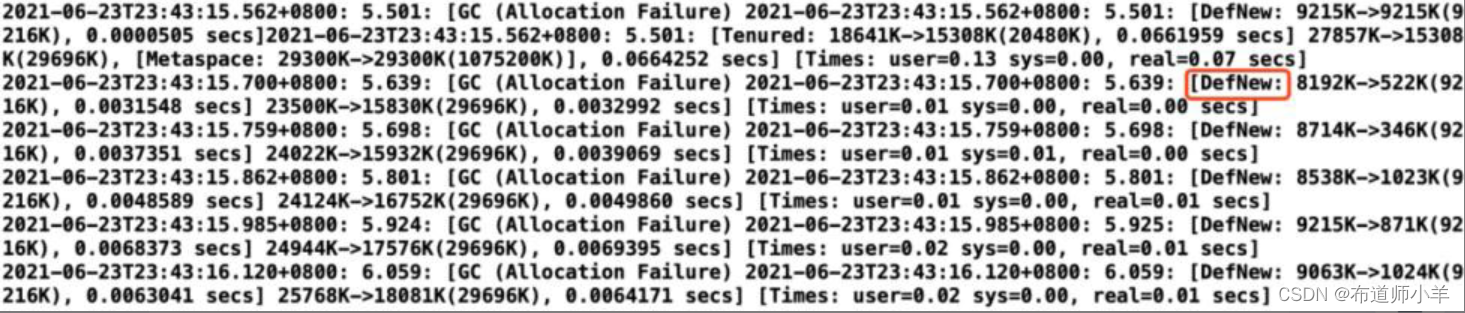 2021-06-23T23:43:15.562+0800: 5.501: [GC (Allocation Failure) 2021-06-23T23:43:15.562+0800: 5.501: [DefNew: 9215K->9215K(9
216K), 0.0000505 secs]2021-06-23T23:43:15.562+0800: 5.501: [Tenured: 18641K->15308K(20480K), 0.0661959 secs] 27857K->15308
K(29696K), [Metaspace: 29300K->29300K(1075200K)], 0.0664252 secs] [Times: user=0.13 sys=0.00, real=0.07 secs]
2021-06-23T23:43:15.700+0800: 5.639: [GC (Allocation Failure) 2021-06-23T23:43:15.700+0800: 5.639: [DefNew: 8192K->522K(92
16K), 0.0031548 secs] 23500K->15830K(29696K), 0.0032992 secs] [Times: user=0.01 sys=0.00, real=0.00 secs]
2021-06-23T23:43:15.759+0800: 5.698: [GC (Allocation Failure) 2021-06-23T23:43:15.759+0800: 5.698: [DefNew: 8714K->346K(92
16K), 0.0037351 secs] 24022K->15932K(29696K), 0.0039069 secs] [Times: user=0.01 sys=0.01, real=0.00 secs]
2021-06-23T23:43:15.862+0800: 5.801: [GC (Allocation Failure) 2021-06-23T23:43:15.862+0800: 5.801: [DefNew: 8538K->1023K(9
216K), 0.0048589 secs] 24124K->16752K(29696K), 0.0049860 secs] [Times: user=0.01 sys=0.00, real=0.01 secs]
2021-06-23T23:43:15.985+0800: 5.924: [GC (Allocation Failure) 2021-06-23T23:43:15.985+0800: 5.925: [DefNew: 9215K->871K(92
16K), 0.0068373 secs] 24944K->17576K(29696K), 0.0069395 secs] [Times: user=0.02 sys=0.00, real=0.01 secs]
2021-06-23T23:43:16.120+0800: 6.059: [GC (Allocation Failure) 2021-06-23T23:43:16.120+0800: 6.059: [DefNew: 9063K->1024K(9
216K), 0.0063041 secs] 25768K->18081K(29696K), 0.0064171 secs] [Times: user=0.02 sys=0.00, real=0.01 secs]
CSDN @布道师小羊